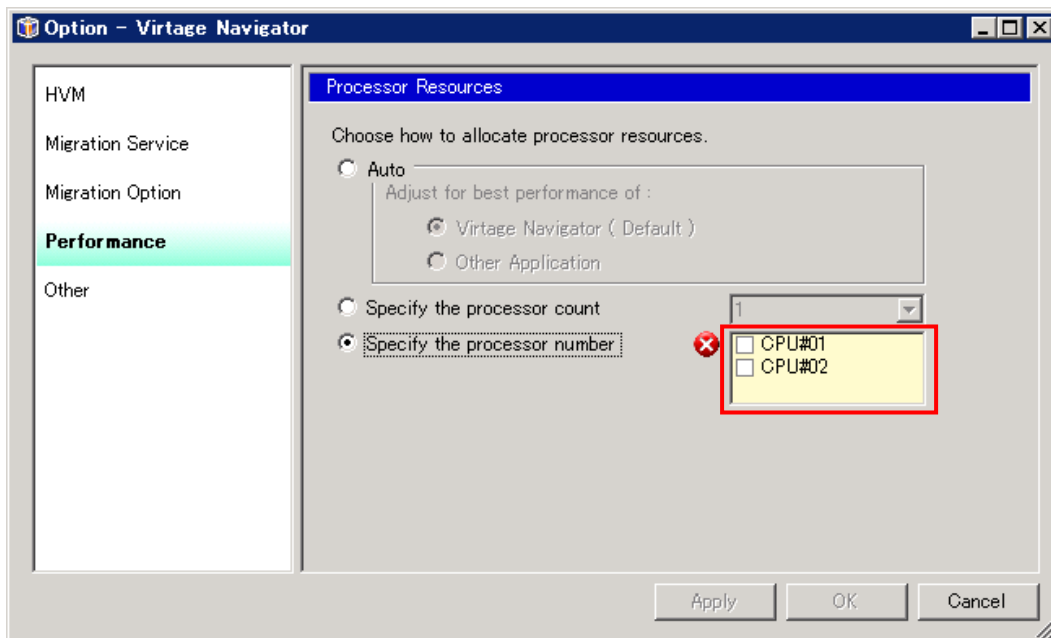 Option - Virtage Navigator
HVM
Migration Service
Migration Option
Performance
Other
Processor Resources
Choose how to allocate processor resources.
Auto
Adjust for best performance of :
Virtage Navigator ( Default )
Other Application
Specify the processor count
1
Specify the processor number
CPU#01
CPU#02
Apply
OK
Cancel